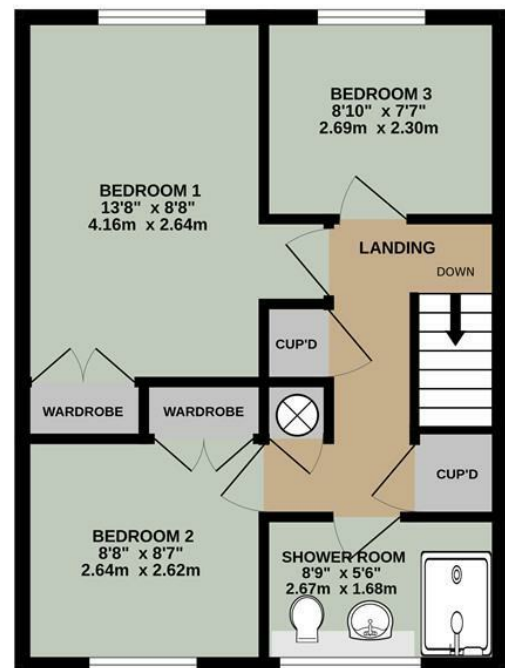 BEDROOM 3
8'10" x 7'7"
2.69m x 2.30m
BEDROOM 1
13'8" x 8'8"
4.16m x 2.64m
LANDING
DOWN
CUP'D
WARDROBE
WARDROBE
CUP'D
BEDROOM 2
8'8" x 8'7"
2.64m x 2.62m
SHOWER ROOM
8'9" x 5'6"
2.67m x 1.68m